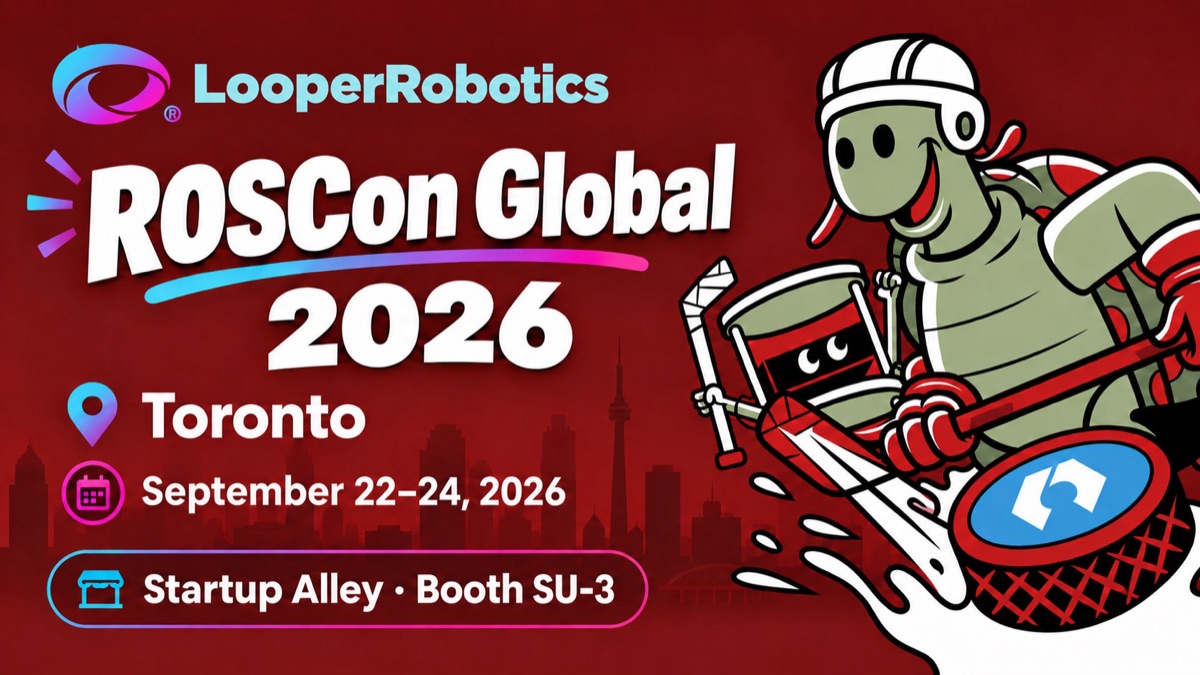 LooperRobotics
®
ROSCon Global
2026
Toronto
September 22–24, 2026
Startup Alley · Booth SU-3